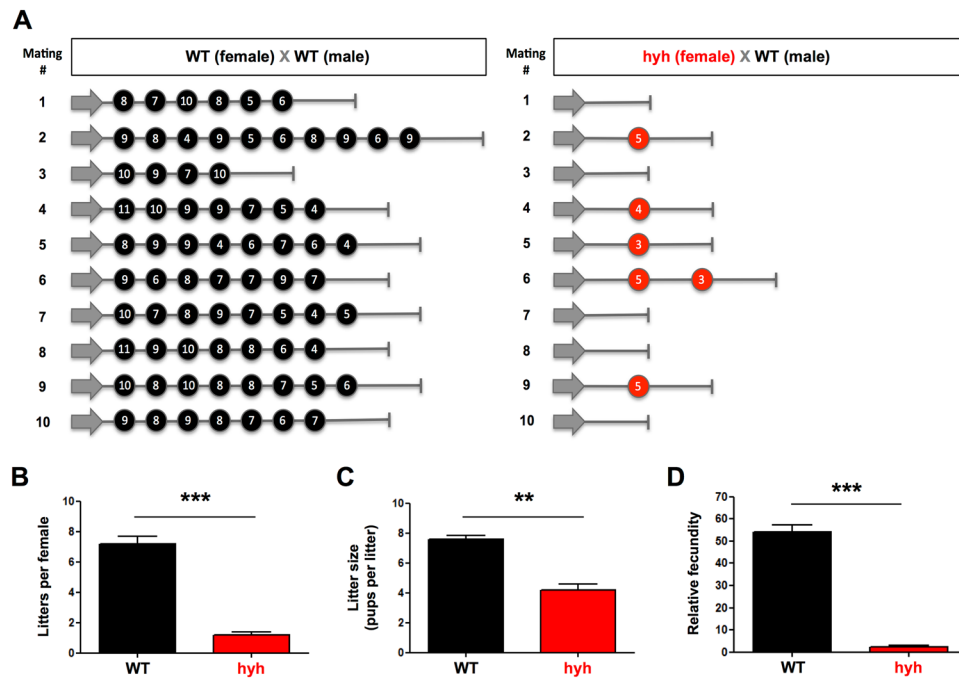 A
Mating
#
WT (female) X WT (male)
1
8 7 10 8 5 6
2
9 8 4 9 5 6 8 9 6 9
3
10 9 7 10
4
11 10 9 9 7 5 4
5
8 9 9 4 6 7 6 4
6
9 6 8 7 7 9 7
7
10 7 8 9 7 5 4 5
8
11 9 10 8 8 6 4
9
10 8 10 8 8 7 5 6
10
9 8 9 8 7 6 7
Mating
#
hyh (female) X WT (male)
1
2
5
3
4
4
5
3
6
5 3
7
8
9
5
10
B
***
Litters per female
10
8
6
4
2
0
WT hyh
C
**
Litter size
(pups per litter)
10
8
6
4
2
0
WT hyh
D
***
Relative fecundity
70
60
50
40
30
20
10
0
WT hyh